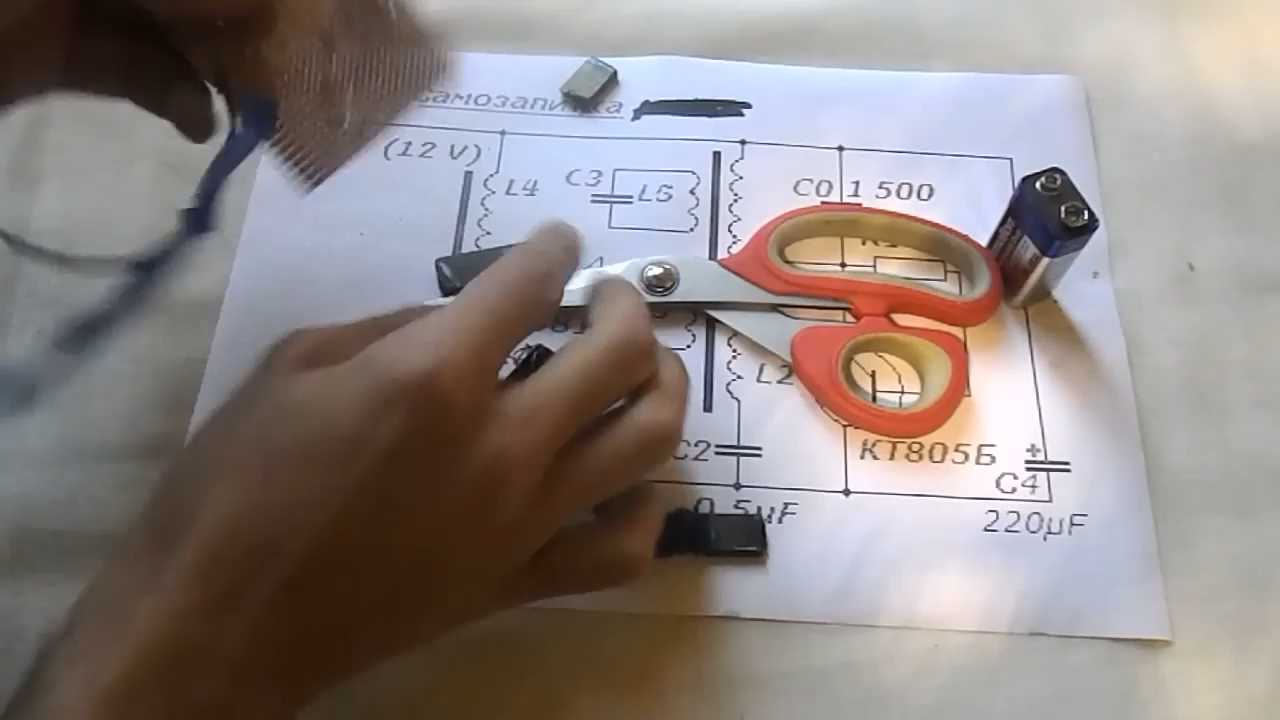 самозапитка
(12 V)
L4
C3
L5
C0 1 500
L2
C2
КТ805Б
+
C4
0,5µF
220µF